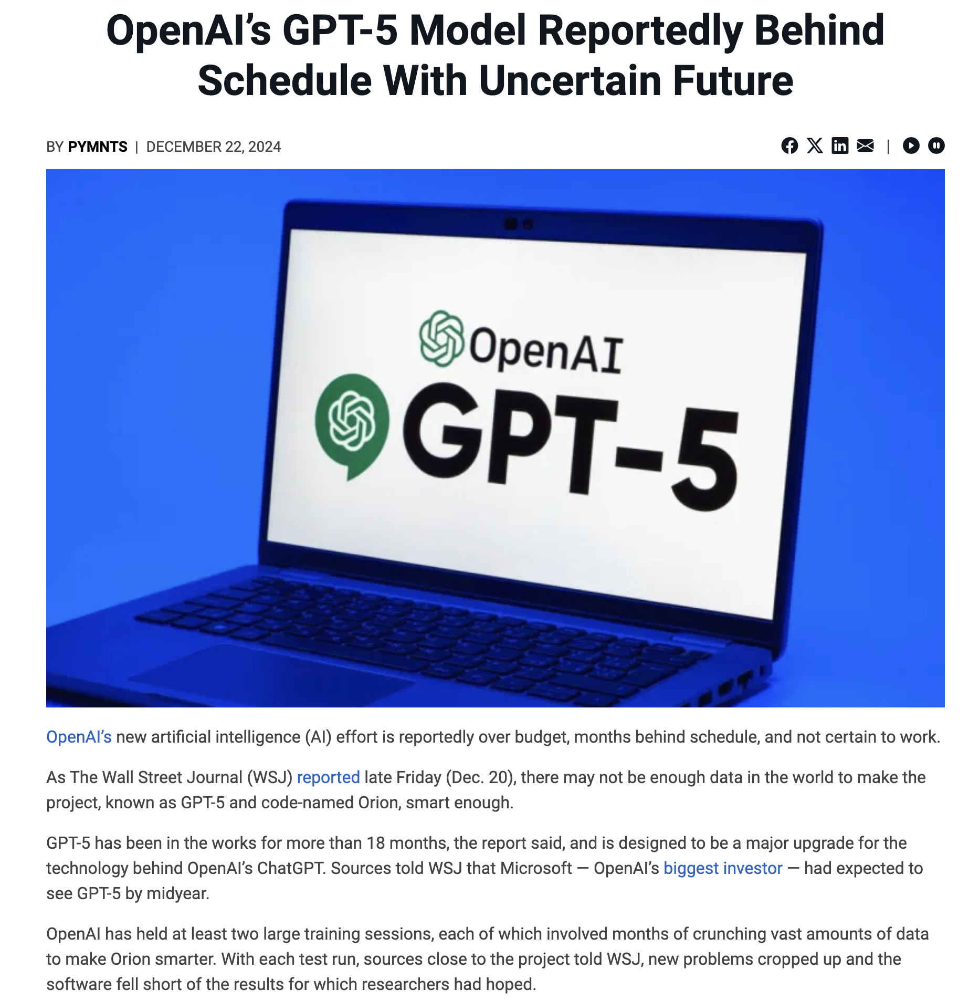 OpenAI’s GPT-5 Model Reportedly Behind
Schedule With Uncertain Future
BY PYMNTS | DECEMBER 22, 2024
OpenAI
GPT-5
OpenAI’s new artificial intelligence (AI) effort is reportedly over budget, months behind schedule, and not certain to work.
As The Wall Street Journal (WSJ) reported late Friday (Dec. 20), there may not be enough data in the world to make the
project, known as GPT-5 and code-named Orion, smart enough.
GPT-5 has been in the works for more than 18 months, the report said, and is designed to be a major upgrade for the
technology behind OpenAI’s ChatGPT. Sources told WSJ that Microsoft — OpenAI’s biggest investor — had expected to
see GPT-5 by midyear.
OpenAI has held at least two large training sessions, each of which involved months of crunching vast amounts of data
to make Orion smarter. With each test run, sources close to the project told WSJ, new problems cropped up and the
software fell short of the results for which researchers had hoped.